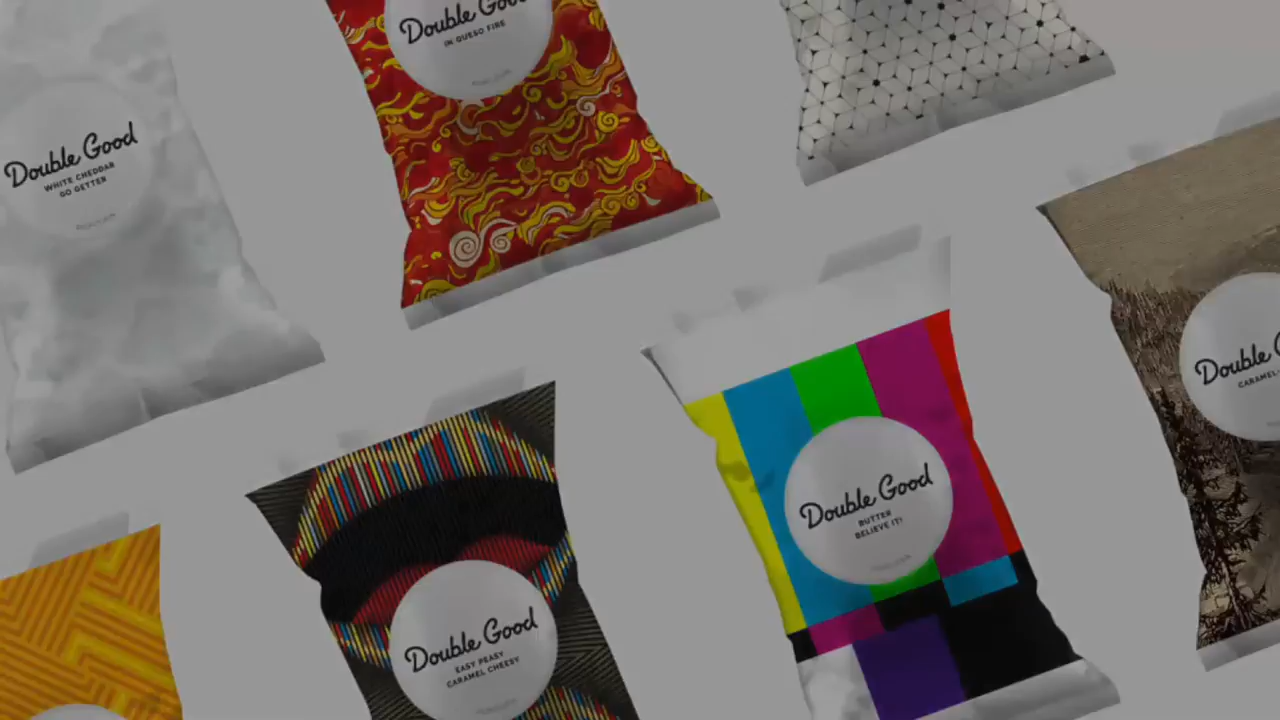 Double Good
IN QUESO FIRE
Double Good
WHITE CHEDDAR
GO GETTER
Double G
CARAMEL
Double Good
BUTTER
BELIEVE IT!
Double Good
EASY PEASY
CARAMEL CHEESY